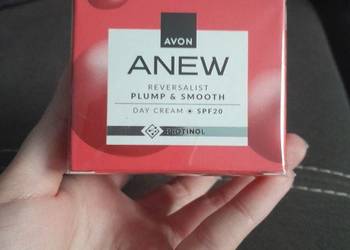 AVON
ANEW
REVERSALIST
PLUMP & SMOOTH
DAY CREAM ☀ SPF20
PROTINOL